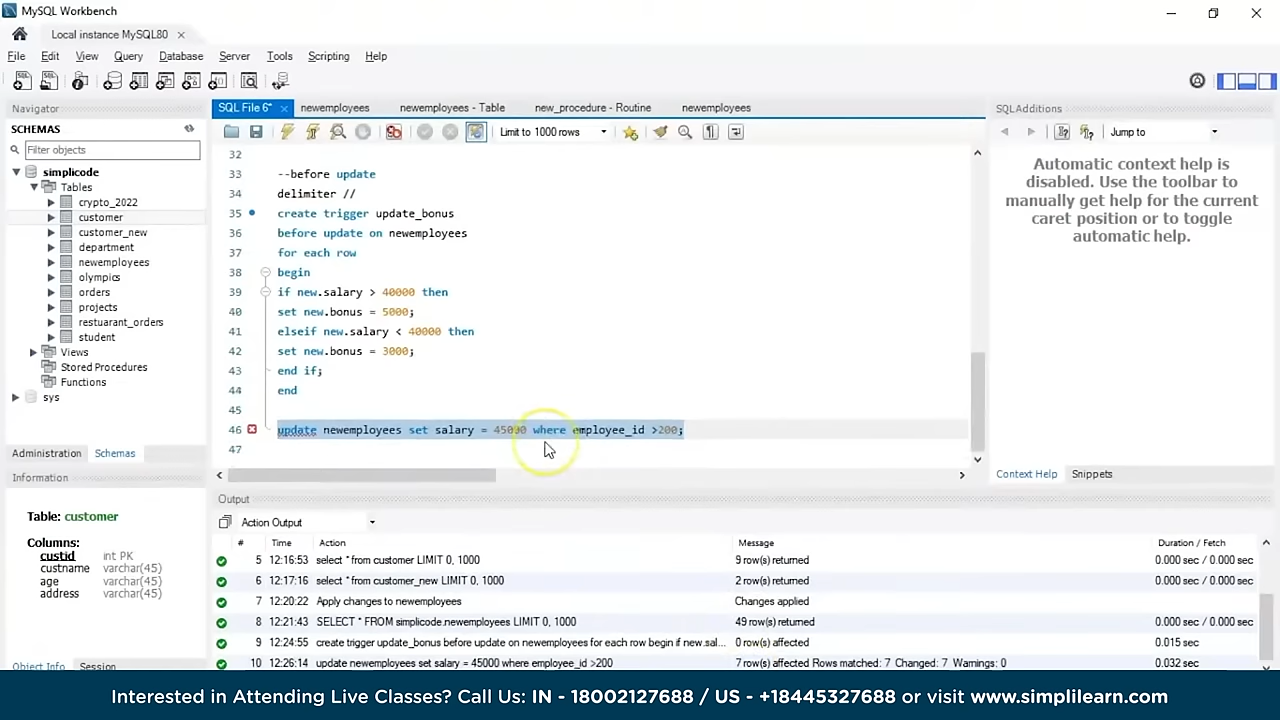 MySQL Workbench
Local instance MySQL80
File Edit View Query Database Server Tools Scripting Help
Navigator
SCHEMAS
Filter objects
simplicode
Tables
crypto_2022
customer
customer_new
department
newemployees
olympics
orders
projects
restuarant_orders
student
Views
Stored Procedures
Functions
sys
Administration Schemas
Information
Table: customer
Columns:
custid int PK
custname varchar(45)
age varchar(45)
address varchar(45)
Object Info Session
SQL File 6* newemployees newemployees - Table new_procedure - Routine newemployees
Limit to 1000 rows
32
33 --before update
34 delimiter //
35 create trigger update_bonus
36 before update on newemployees
37 for each row
38 begin
39 if new.salary > 40000 then
40 set new.bonus = 5000;
41 elseif new.salary < 40000 then
42 set new.bonus = 3000;
43 end if;
44 end
45
46 update newemployees set salary = 45000 where employee_id >200;
47
SQLAdditions
Jump to
Automatic context help is
disabled. Use the toolbar to
manually get help for the current
caret position or to toggle
automatic help.
Context Help Snippets
Output
Action Output
# Time Action Message Duration / Fetch
5 12:16:53 select * from customer LIMIT 0, 1000 9 row(s) returned 0.000 sec / 0.000 sec
6 12:17:16 select * from customer_new LIMIT 0, 1000 2 row(s) returned 0.000 sec / 0.000 sec
7 12:20:22 Apply changes to newemployees Changes applied
8 12:21:43 SELECT * FROM simplicode.newemployees LIMIT 0, 1000 49 row(s) returned 0.000 sec / 0.000 sec
9 12:24:55 create trigger update_bonus before update on newemployees for each row begin if new.sal... 0 row(s) affected 0.015 sec
10 12:26:14 update newemployees set salary = 45000 where employee_id >200 7 row(s) affected Rows matched: 7 Changed: 7 Warnings: 0 0.032 sec
Interested in Attending Live Classes? Call Us: IN - 18002127688 / US - +18445327688 or visit www.simplilearn.com